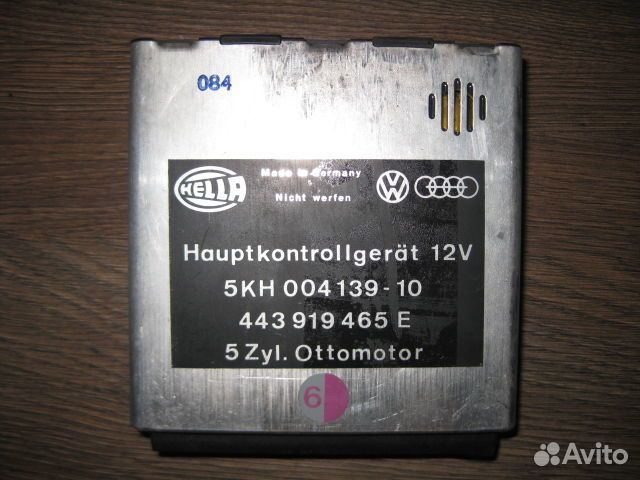 084
HELLA
Made in Germany
Nicht werfen
VW
Hauptkontrollgerät 12V
5KH 004 139 - 10
443 919 465 E
5 Zyl. Ottomotor
6
Avito